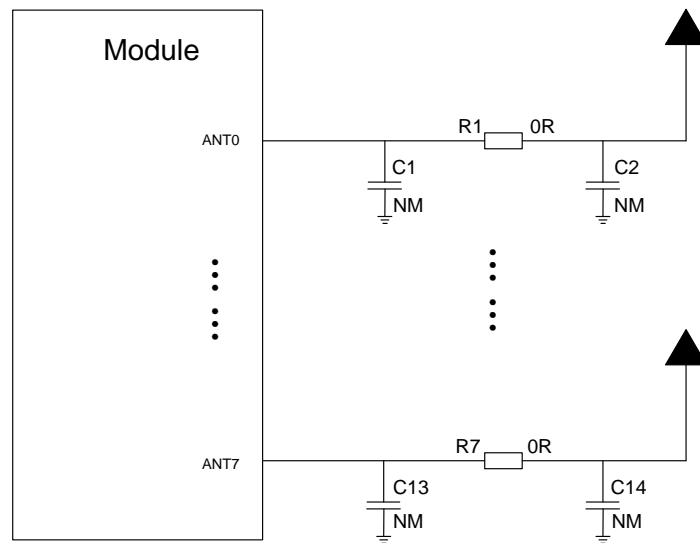 Module
R1 0R
ANT0
C1 C2
NM NM
R7 0R
ANT7
C13 C14
NM NM